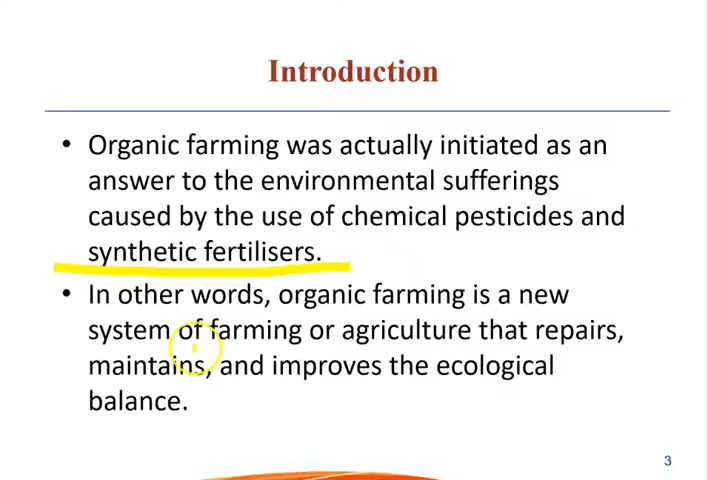 Introduction
• Organic farming was actually initiated as an
answer to the environmental sufferings
caused by the use of chemical pesticides and
synthetic fertilisers.
• In other words, organic farming is a new
system of farming or agriculture that repairs,
maintains, and improves the ecological
balance.
3